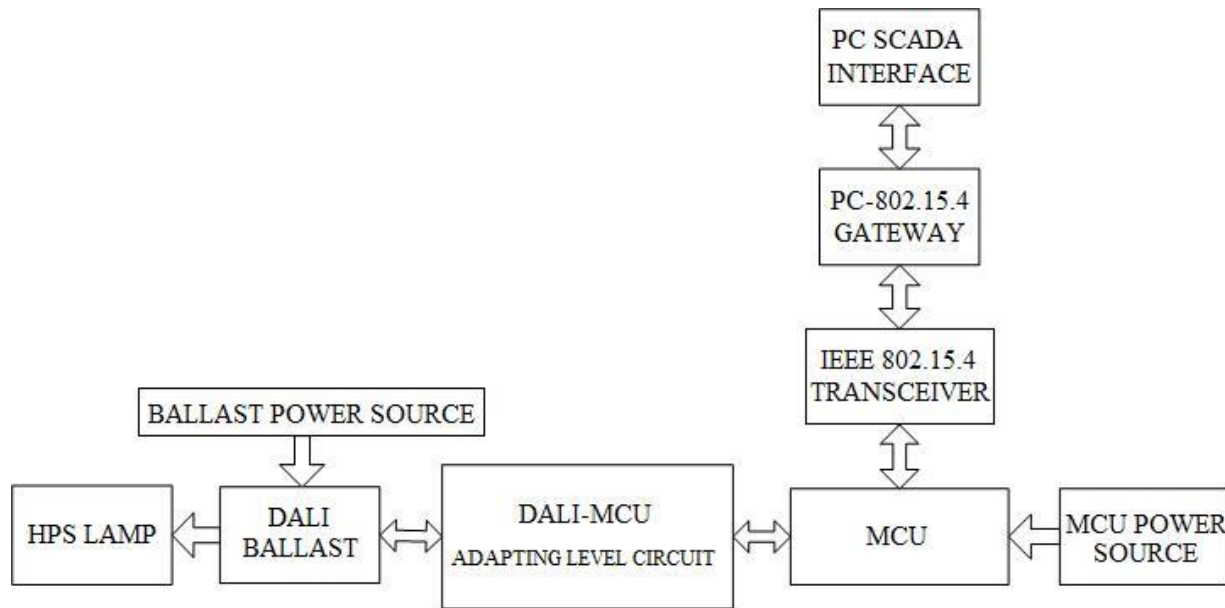 PC SCADA
INTERFACE
PC-802.15.4
GATEWAY
IEEE 802.15.4
TRANSCEIVER
BALLAST POWER SOURCE
HPS LAMP
DALI
BALLAST
DALI-MCU
ADAPTING LEVEL CIRCUIT
MCU
MCU POWER
SOURCE